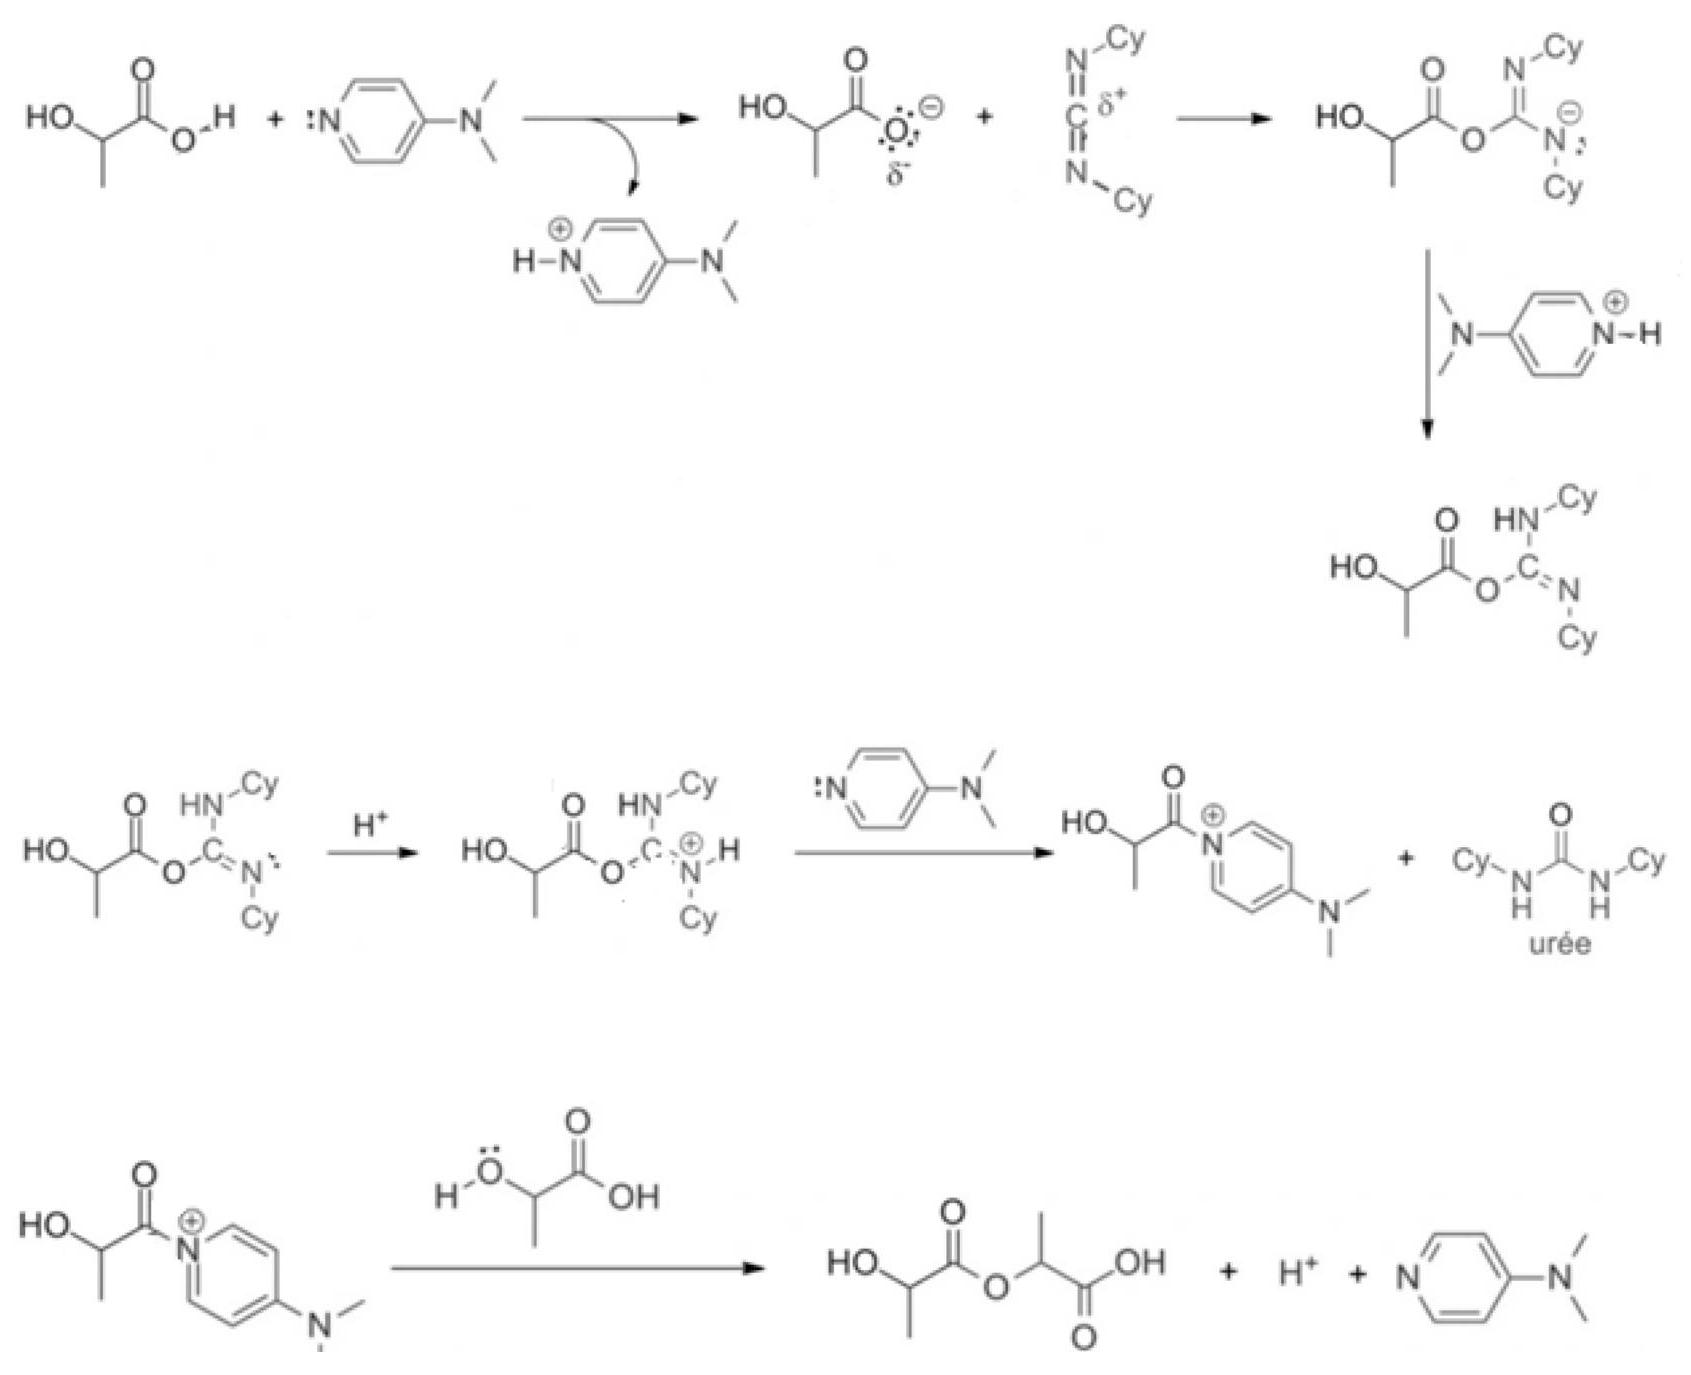 HO O O H + :N N O HO O ⊖ δ- + N Cy C δ+ N Cy O HO O N Cy N ⊖ Cy
H N ⊕ N
N N ⊕ H
O HN Cy HO O C N Cy
:N N
O HN Cy HO O C N Cy H+ O HN Cy HO O C ⊕ N H Cy O HO N ⊕ N + O Cy N H N H Cy
urée
H O O OH
O HO N ⊕ N O HO O OH O + H+ + N N